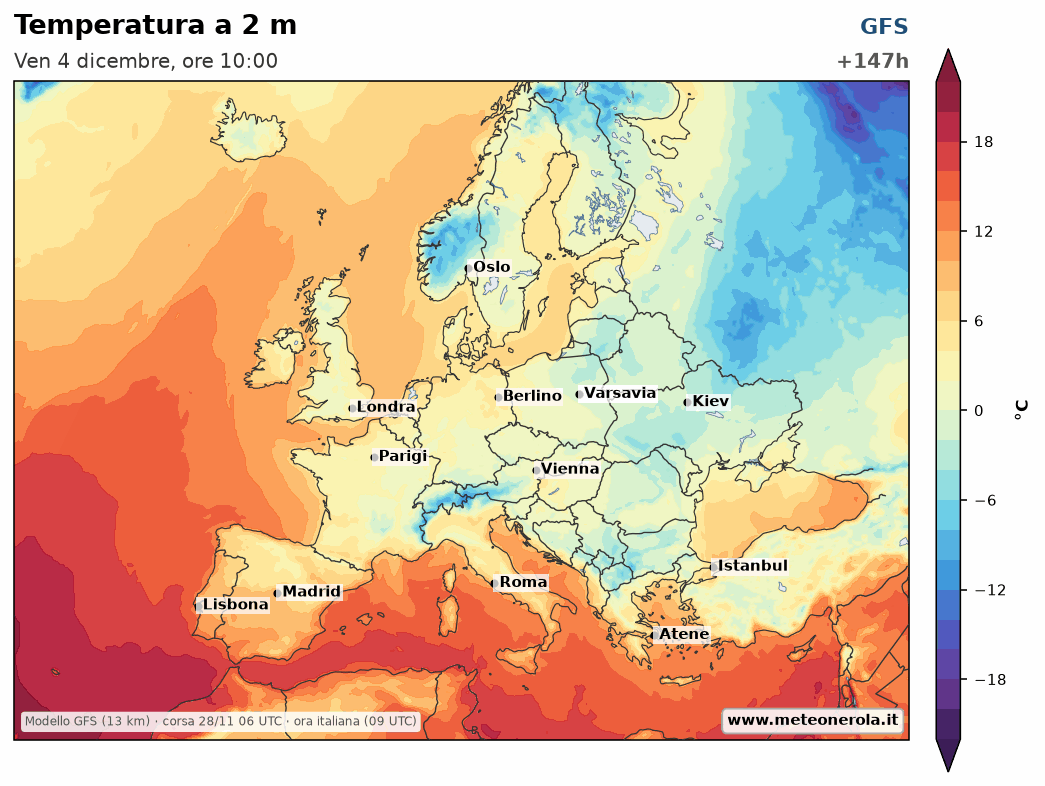 Temperatura a 2 m
GFS
Ven 4 dicembre, ore 10:00
+147h
18
12
6
0
−6
−12
−18
°C
Oslo
Londra
Berlino
Varsavia
Kiev
Parigi
Vienna
Istanbul
Roma
Madrid
Lisbona
Atene
Modello GFS (13 km) · corsa 28/11 06 UTC · ora italiana (09 UTC)
www.meteonerola.it